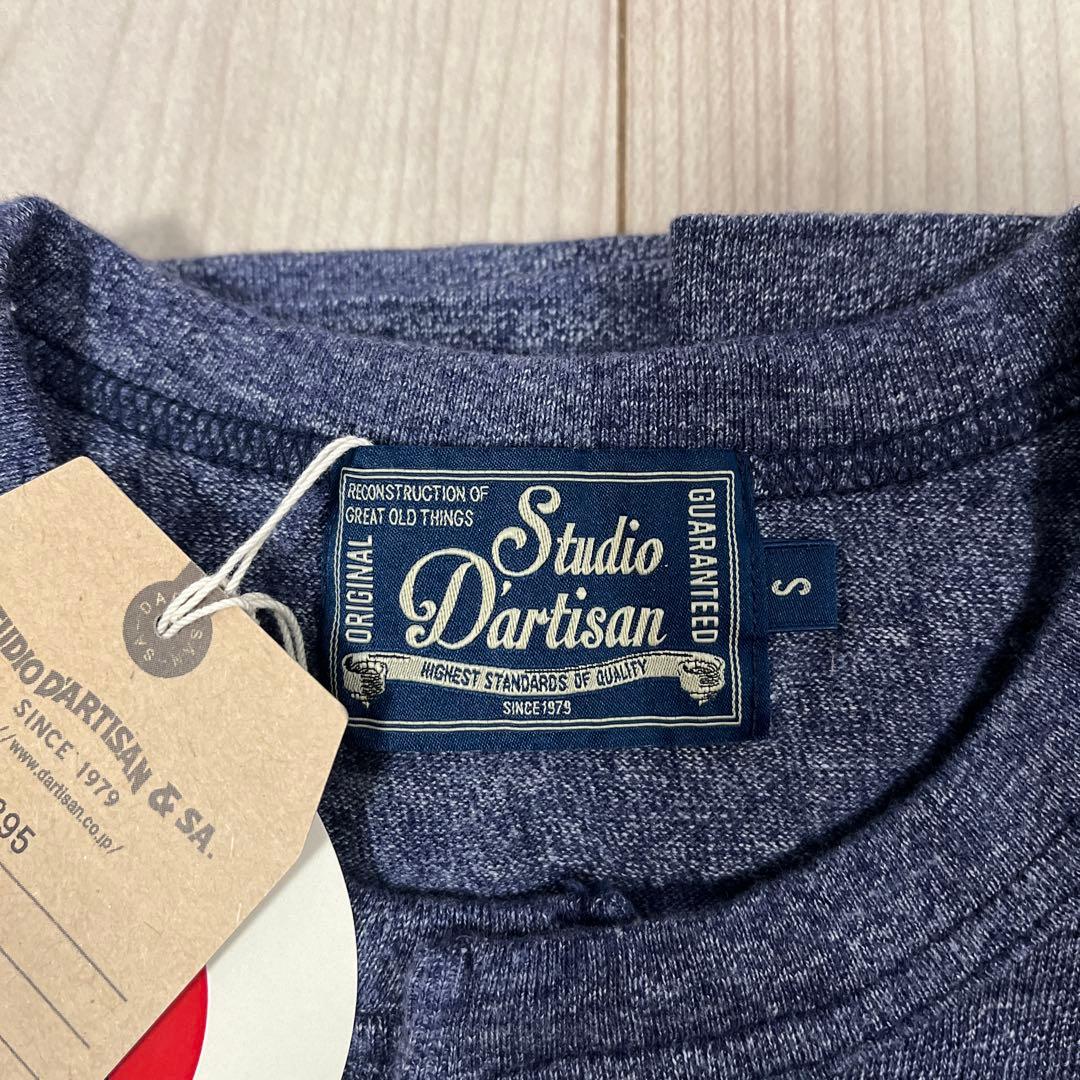 RECONSTRUCTION OF
GREAT OLD THINGS
ORIGINAL
Studio
D'artisan
GUARANTEED
HIGHEST STANDARDS OF QUALITY
SINCE 1979
S
STUDIO D'ARTISAN & SA.
SINCE 1979
//www.dartisan.co.jp/
95